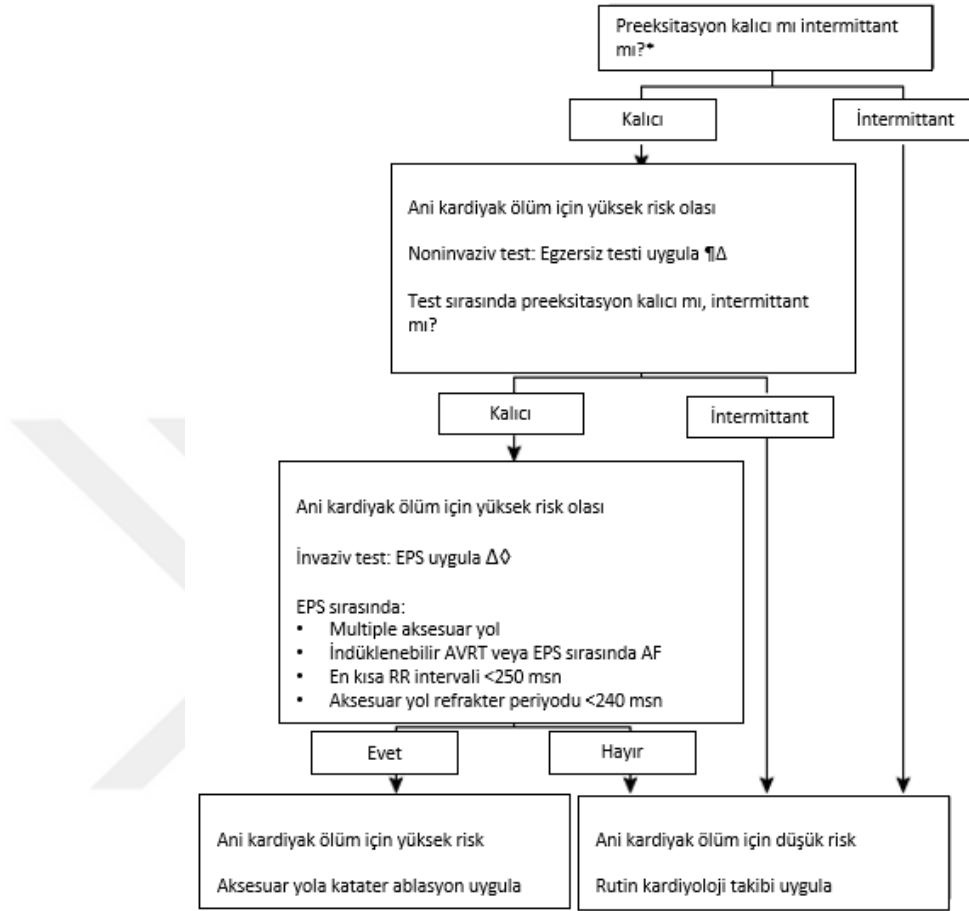 Preeksitasyon kalıcı mı intermittant
mı?*
Kalıcı
İntermittant
Ani kardiyak ölüm için yüksek risk olası
Noninvaziv test: Egzersiz testi uygula ¶Δ
Test sırasında preeksitasyon kalıcı mı, intermittant
mı?
Kalıcı
İntermittant
Ani kardiyak ölüm için yüksek risk olası
İnvaziv test: EPS uygula Δ◊
EPS sırasında:
• Multiple aksesuar yol
• İndüklenebilir AVRT veya EPS sırasında AF
• En kısa RR intervali <250 msn
• Aksesuar yol refrakter periyodu <240 msn
Evet
Hayır
Ani kardiyak ölüm için yüksek risk
Aksesuar yola katater ablasyon uygula
Ani kardiyak ölüm için düşük risk
Rutin kardiyoloji takibi uygula